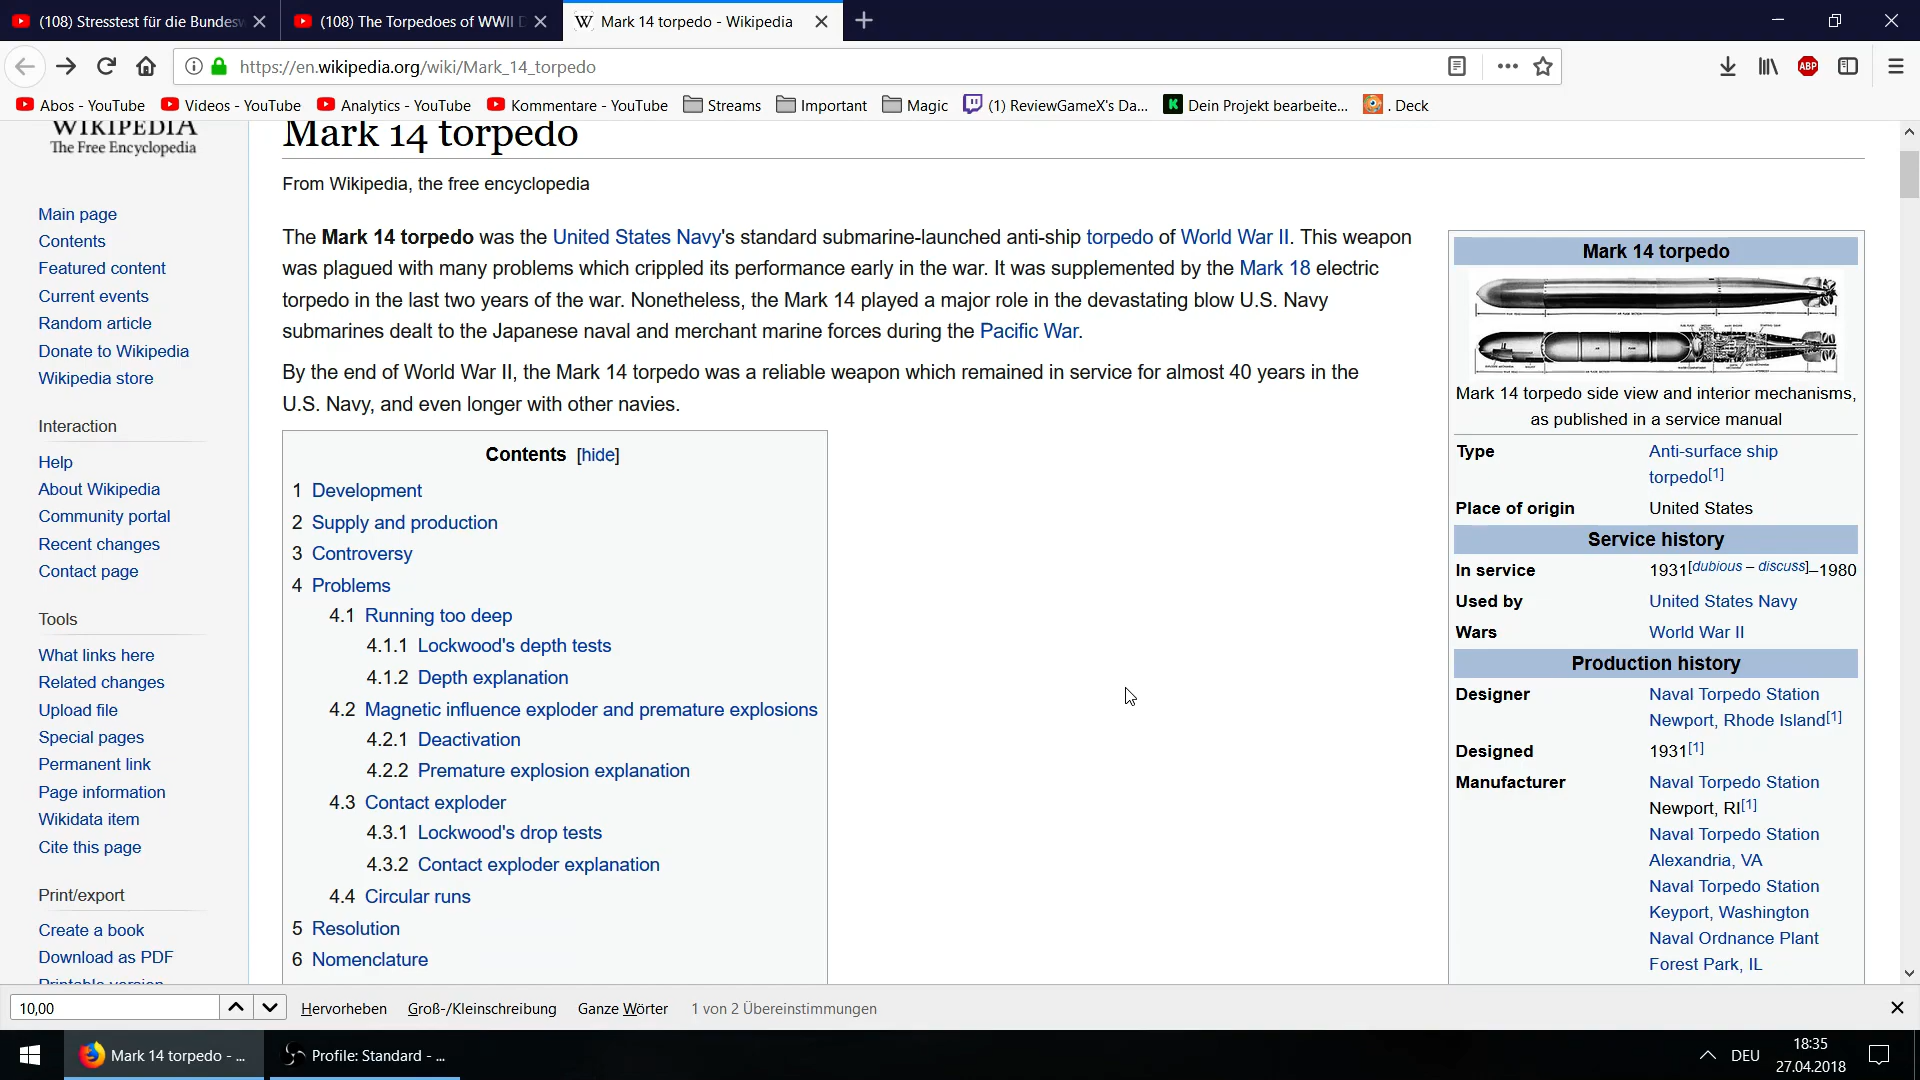 (108) Stresstest für die Bundesw
(108) The Torpedoes of WWII D
W Mark 14 torpedo - Wikipedia
https://en.wikipedia.org/wiki/Mark_14_torpedo
ABP
Abos - YouTube
Videos - YouTube
Analytics - YouTube
Kommentare - YouTube
Streams
Important
Magic
(1) ReviewGameX's Da...
K Dein Projekt bearbeite...
. Deck
WIKIPEDIA
The Free Encyclopedia
Main page
Contents
Featured content
Current events
Random article
Donate to Wikipedia
Wikipedia store
Interaction
Help
About Wikipedia
Community portal
Recent changes
Contact page
Tools
What links here
Related changes
Upload file
Special pages
Permanent link
Page information
Wikidata item
Cite this page
Print/export
Create a book
Download as PDF
Printable version
Mark 14 torpedo
From Wikipedia, the free encyclopedia
The Mark 14 torpedo was the United States Navy's standard submarine-launched anti-ship torpedo of World War II. This weapon
was plagued with many problems which crippled its performance early in the war. It was supplemented by the Mark 18 electric
torpedo in the last two years of the war. Nonetheless, the Mark 14 played a major role in the devastating blow U.S. Navy
submarines dealt to the Japanese naval and merchant marine forces during the Pacific War.
By the end of World War II, the Mark 14 torpedo was a reliable weapon which remained in service for almost 40 years in the
U.S. Navy, and even longer with other navies.
Contents [hide]
1 Development
2 Supply and production
3 Controversy
4 Problems
4.1 Running too deep
4.1.1 Lockwood's depth tests
4.1.2 Depth explanation
4.2 Magnetic influence exploder and premature explosions
4.2.1 Deactivation
4.2.2 Premature explosion explanation
4.3 Contact exploder
4.3.1 Lockwood's drop tests
4.3.2 Contact exploder explanation
4.4 Circular runs
5 Resolution
6 Nomenclature
Mark 14 torpedo
Mark 14 torpedo side view and interior mechanisms,
as published in a service manual
Type Anti-surface ship
torpedo[1]
Place of origin United States
Service history
In service 1931[dubious – discuss]–1980
Used by United States Navy
Wars World War II
Production history
Designer Naval Torpedo Station
Newport, Rhode Island[1]
Designed 1931[1]
Manufacturer Naval Torpedo Station
Newport, RI[1]
Naval Torpedo Station
Alexandria, VA
Naval Torpedo Station
Keyport, Washington
Naval Ordnance Plant
Forest Park, IL
10,00
Hervorheben
Groß-/Kleinschreibung
Ganze Wörter
1 von 2 Übereinstimmungen
Mark 14 torpedo - ...
Profile: Standard - ...
DEU
18:35
27.04.2018